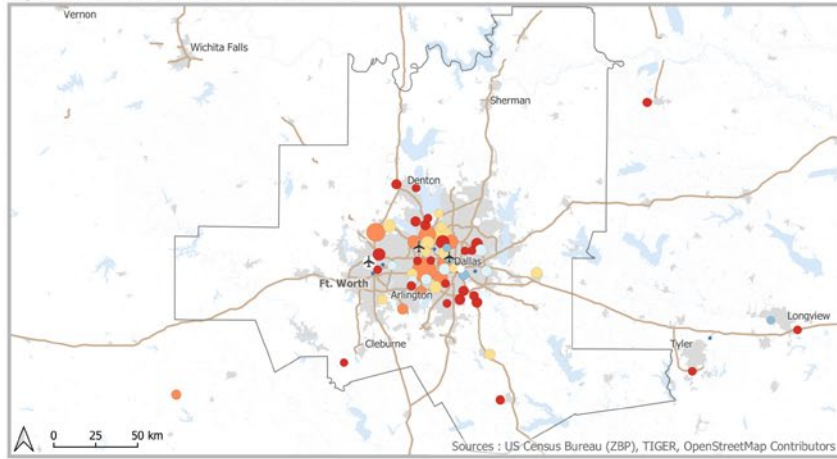 Vernon
Wichita Falls
Sherman
Denton
Dallas
Ft. Worth
Arlington
Longview
Cleburne
Tyler
0 25 50 km
Sources : US Census Bureau (ZBP), TIGER, OpenStreetMap Contributors